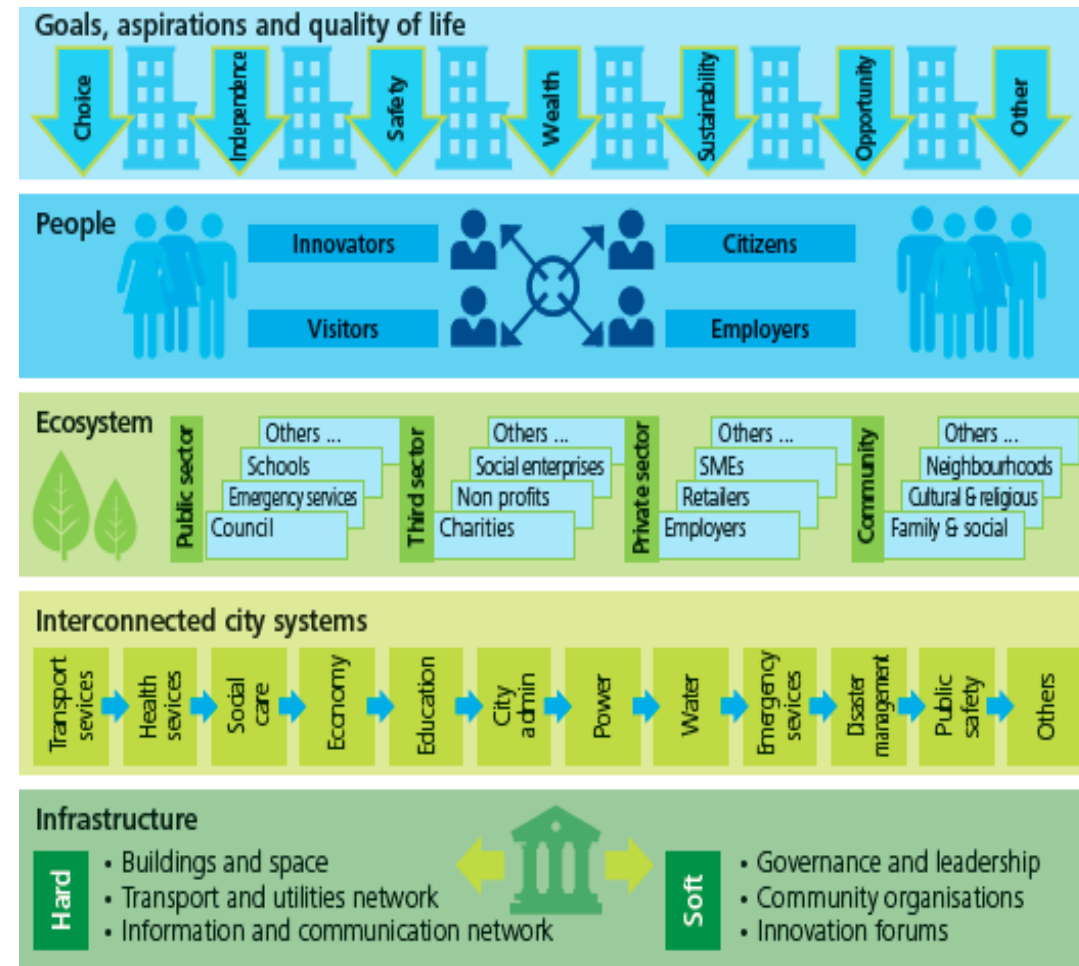 Goals, aspirations and quality of life
Choice
Independence
Safety
Wealth
Sustainability
Opportunity
Other
People
Innovators
Citizens
Visitors
Employers
Ecosystem
Public sector
Others ...
Schools
Emergency services
Council
Third sector
Others ...
Social enterprises
Non profits
Charities
Private sector
Others ...
SMEs
Retailers
Employers
Community
Others ...
Neighbourhoods
Cultural & religious
Family & social
Interconnected city systems
Transport
sevices
Health
services
Social
care
Economy
Education
City
admin
Power
Water
Emergency
sevices
Disaster
management
Public
safety
Others
Infrastructure
Hard
• Buildings and space
• Transport and utilities network
• Information and communication network
Soft
• Governance and leadership
• Community organisations
• Innovation forums